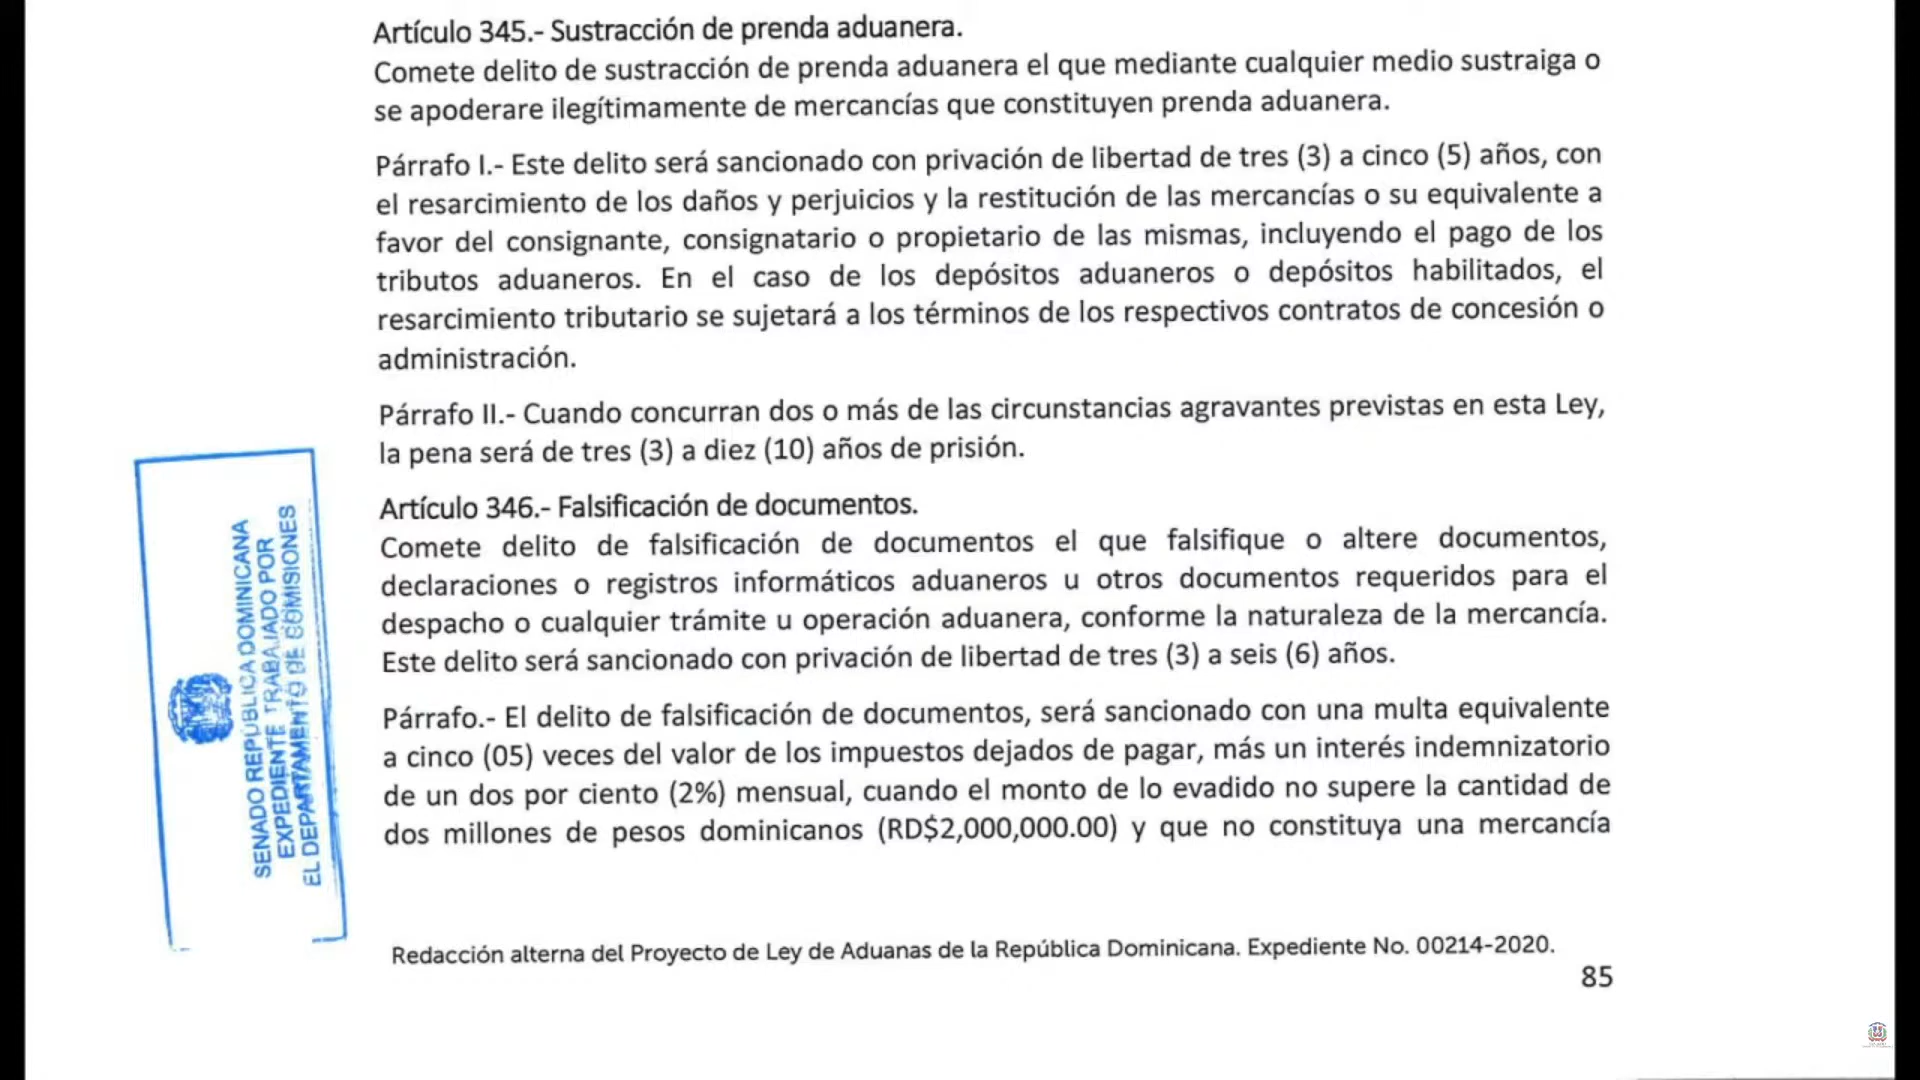 Artículo 345.- Sustracción de prenda aduanera.
Comete delito de sustracción de prenda aduanera el que mediante cualquier medio sustraiga o
se apoderare ilegítimamente de mercancías que constituyen prenda aduanera.
Párrafo I.- Este delito será sancionado con privación de libertad de tres (3) a cinco (5) años, con
el resarcimiento de los daños y perjuicios y la restitución de las mercancías o su equivalente a
favor del consignante, consignatario o propietario de las mismas, incluyendo el pago de los
tributos aduaneros. En el caso de los depósitos aduaneros o depósitos habilitados, el
resarcimiento tributario se sujetará a los términos de los respectivos contratos de concesión o
administración.
Párrafo II.- Cuando concurran dos o más de las circunstancias agravantes previstas en esta Ley,
la pena será de tres (3) a diez (10) años de prisión.
Artículo 346.- Falsificación de documentos.
Comete delito de falsificación de documentos el que falsifique o altere documentos,
declaraciones o registros informáticos aduaneros u otros documentos requeridos para el
despacho o cualquier trámite u operación aduanera, conforme la naturaleza de la mercancía.
Este delito será sancionado con privación de libertad de tres (3) a seis (6) años.
Párrafo.- El delito de falsificación de documentos, será sancionado con una multa equivalente
a cinco (05) veces del valor de los impuestos dejados de pagar, más un interés indemnizatorio
de un dos por ciento (2%) mensual, cuando el monto de lo evadido no supere la cantidad de
dos millones de pesos dominicanos (RD$2,000,000.00) y que no constituya una mercancía
SENADO REPÚBLICA DOMINICANA
EXPEDIENTE TRABAJADO POR
EL DEPARTAMENTO DE COMISIONES
Redacción alterna del Proyecto de Ley de Aduanas de la República Dominicana. Expediente No. 00214-2020.
85